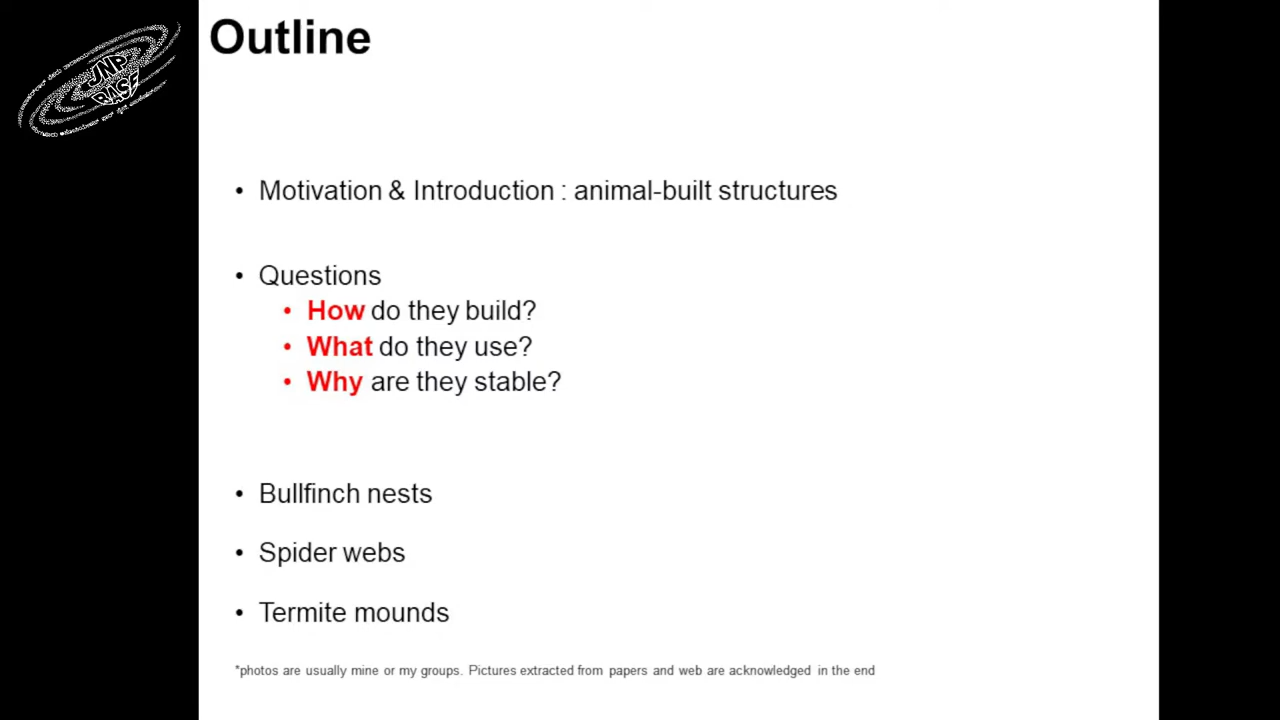 JNP
BASE
Outline
• Motivation & Introduction : animal-built structures
• Questions
• How do they build?
• What do they use?
• Why are they stable?
• Bullfinch nests
• Spider webs
• Termite mounds
*photos are usually mine or my groups. Pictures extracted from papers and web are acknowledged in the end